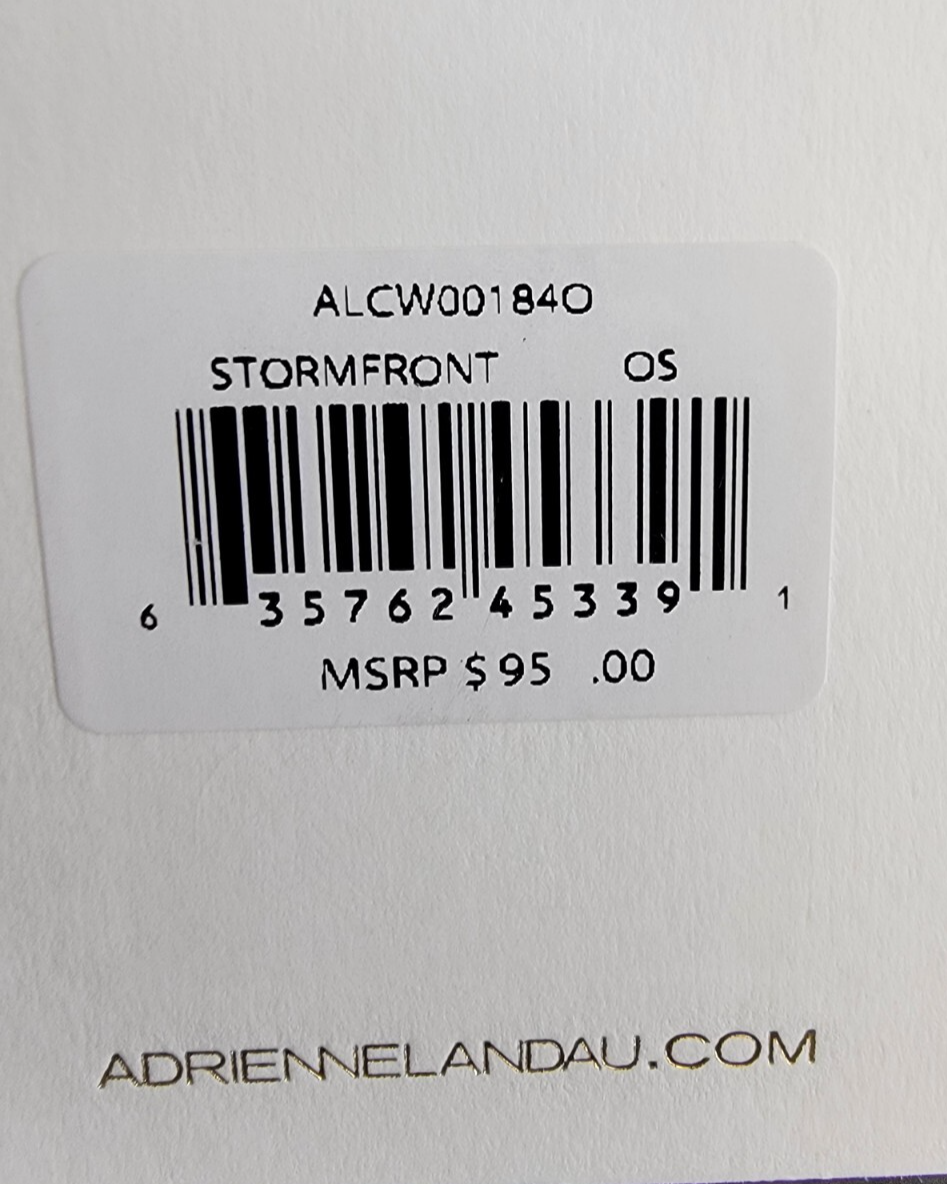 ALCW001840
STORMFRONT OS
6 35762 45339 1
MSRP $95 .00
ADRIENNELANDAU.COM